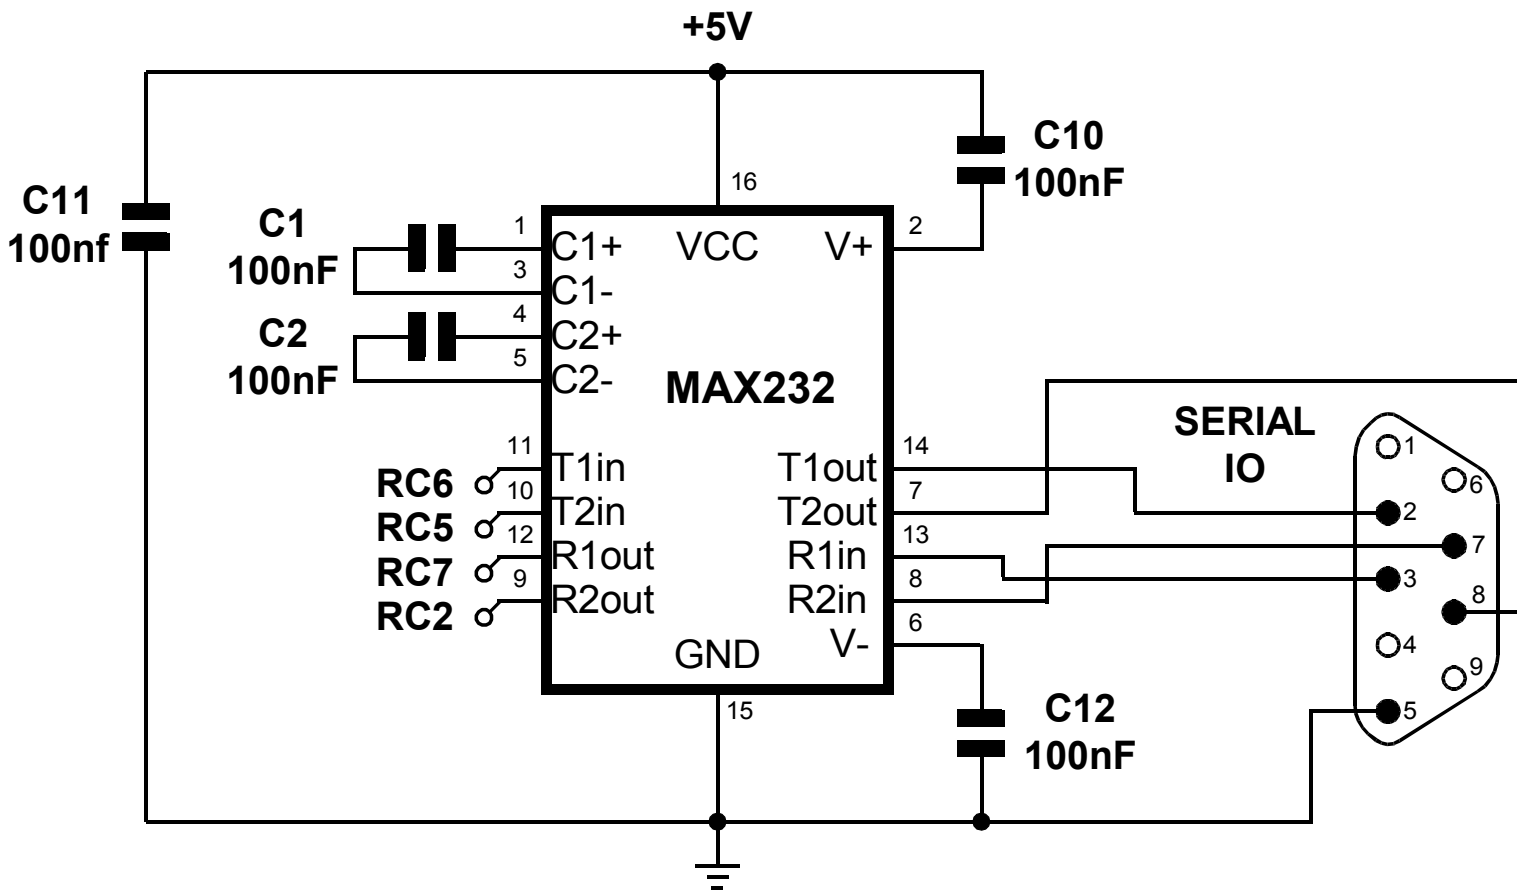 +5V
C10
100nF
C11
100nf
16
C1
100nF
1
3
C1+
C1-
VCC
V+
2
C2
100nF
4
5
C2+
C2-
MAX232
SERIAL
IO
RC6
RC5
RC7
RC2
11
10
12
9
T1in
T2in
R1out
R2out
T1out
T2out
R1in
R2in
V-
14
7
13
8
6
GND
15
C12
100nF
1
6
2
7
3
8
4
9
5